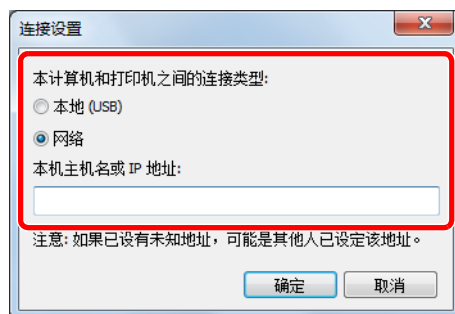 连接设置
本计算机和打印机之间的连接类型:
本地 (USB)
网络
本机主机名或 IP 地址:
注意: 如果已设有未知地址，可能是其他人已设定该地址。
确定
取消